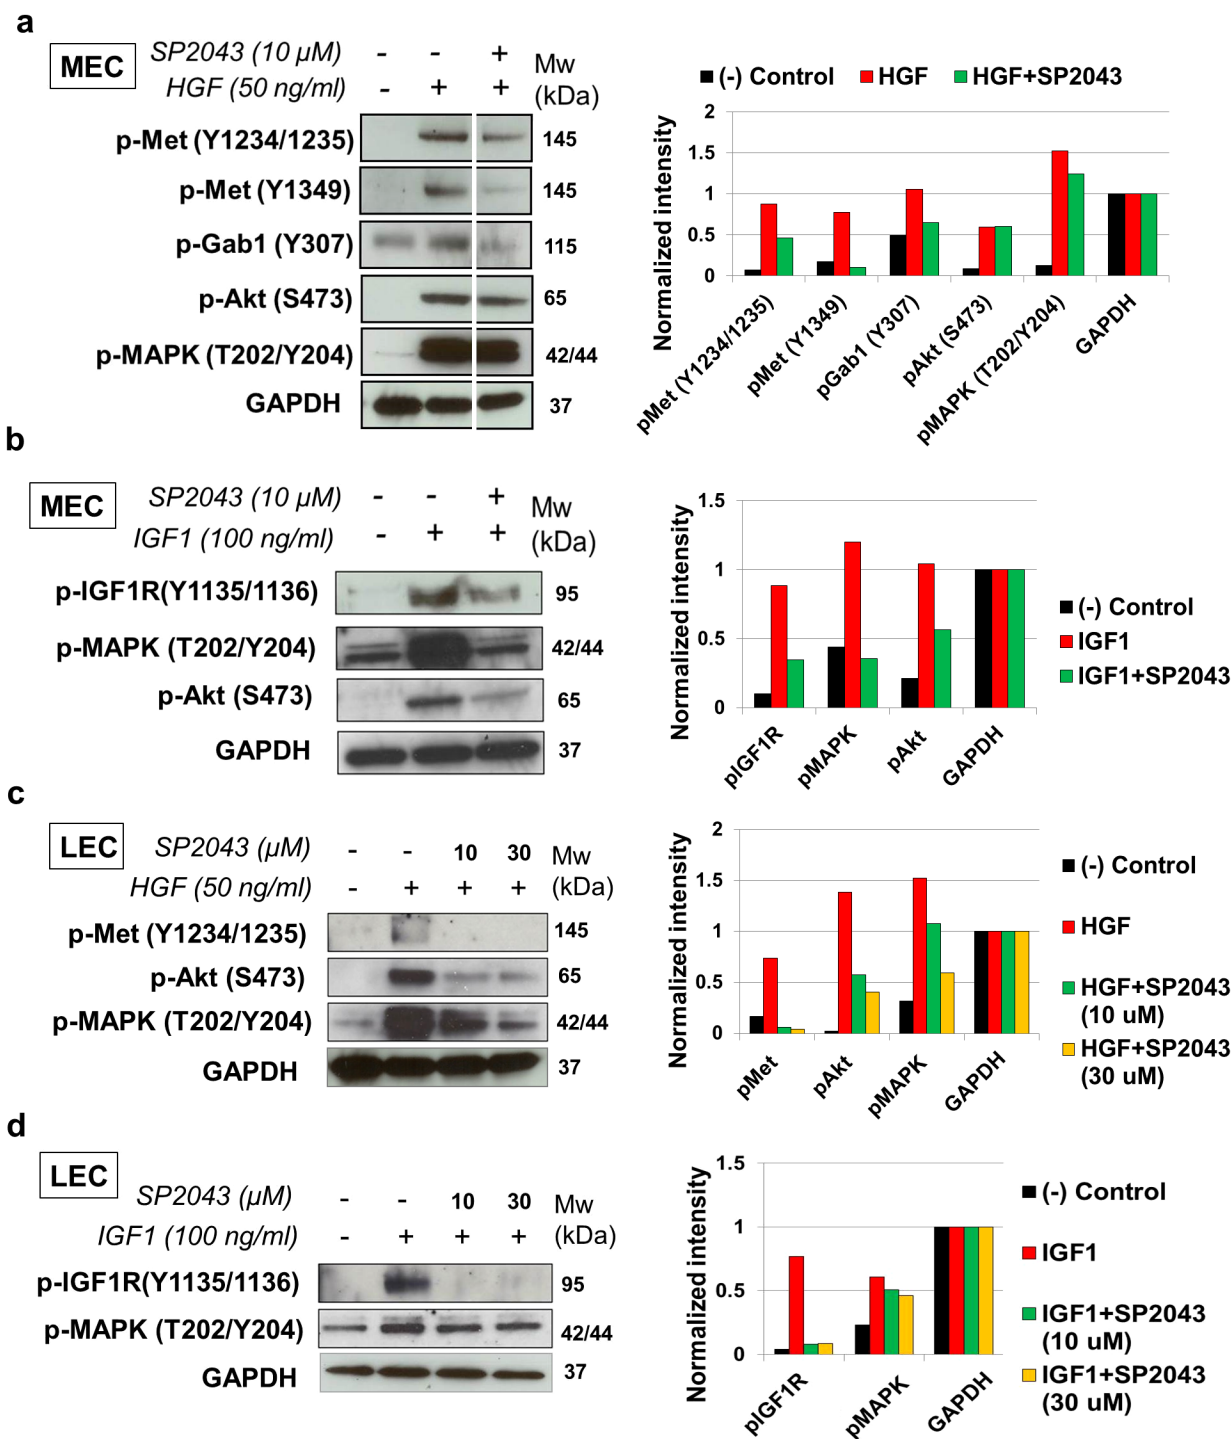 a
MEC
SP2043 (10 µM) - - +
HGF (50 ng/ml) - + +
Mw
(kDa)
p-Met (Y1234/1235) 145
p-Met (Y1349) 145
p-Gab1 (Y307) 115
p-Akt (S473) 65
p-MAPK (T202/Y204) 42/44
GAPDH 37
(-) Control HGF HGF+SP2043
Normalized intensity
2
1.5
1
0.5
0
pMet (Y1234/1235)
pMet (Y1349)
pGab1 (Y307)
pAkt (S473)
pMAPK (T202/Y204)
GAPDH
b
MEC
SP2043 (10 µM) - - +
IGF1 (100 ng/ml) - + +
Mw
(kDa)
p-IGF1R(Y1135/1136) 95
p-MAPK (T202/Y204) 42/44
p-Akt (S473) 65
GAPDH 37
Normalized intensity
1.5
1
0.5
0
pIGF1R
pMAPK
pAkt
GAPDH
(-) Control
IGF1
IGF1+SP2043
c
LEC
SP2043 (µM) - - 10 30
HGF (50 ng/ml) - + + +
Mw
(kDa)
p-Met (Y1234/1235) 145
p-Akt (S473) 65
p-MAPK (T202/Y204) 42/44
GAPDH 37
Normalized intensity
2
1.5
1
0.5
0
pMet
pAkt
pMAPK
GAPDH
(-) Control
HGF
HGF+SP2043
(10 uM)
HGF+SP2043
(30 uM)
d
LEC
SP2043 (µM) - - 10 30
IGF1 (100 ng/ml) - + + +
Mw
(kDa)
p-IGF1R(Y1135/1136) 95
p-MAPK (T202/Y204) 42/44
GAPDH 37
Normalized intensity
1.5
1
0.5
0
pIGF1R
pMAPK
GAPDH
(-) Control
IGF1
IGF1+SP2043
(10 uM)
IGF1+SP2043
(30 uM)